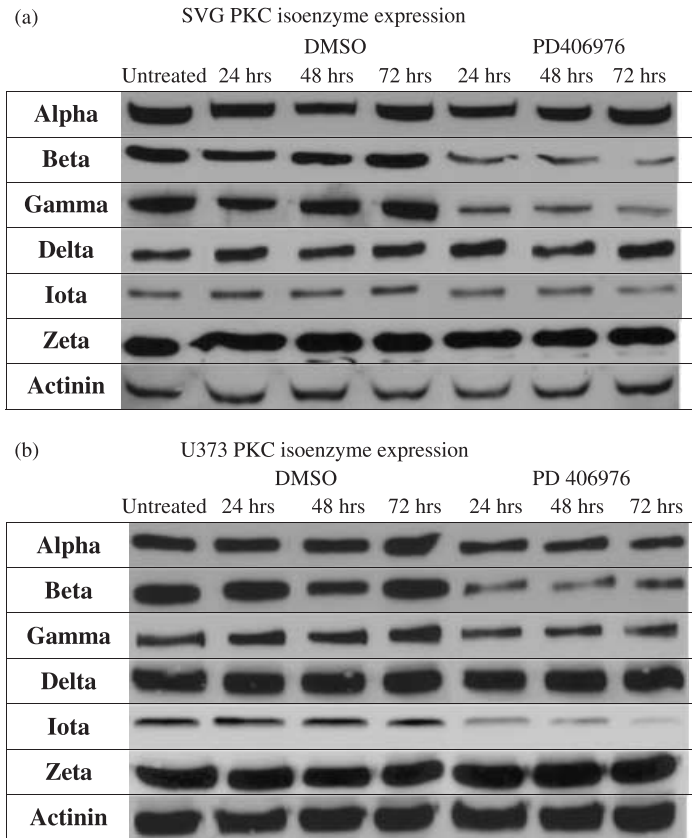 (a) SVG PKC isoenzyme expression
DMSO PD406976
Untreated 24 hrs 48 hrs 72 hrs 24 hrs 48 hrs 72 hrs
Alpha
Beta
Gamma
Delta
Iota
Zeta
Actinin
(b) U373 PKC isoenzyme expression
DMSO PD 406976
Untreated 24 hrs 48 hrs 72 hrs 24 hrs 48 hrs 72 hrs
Alpha
Beta
Gamma
Delta
Iota
Zeta
Actinin